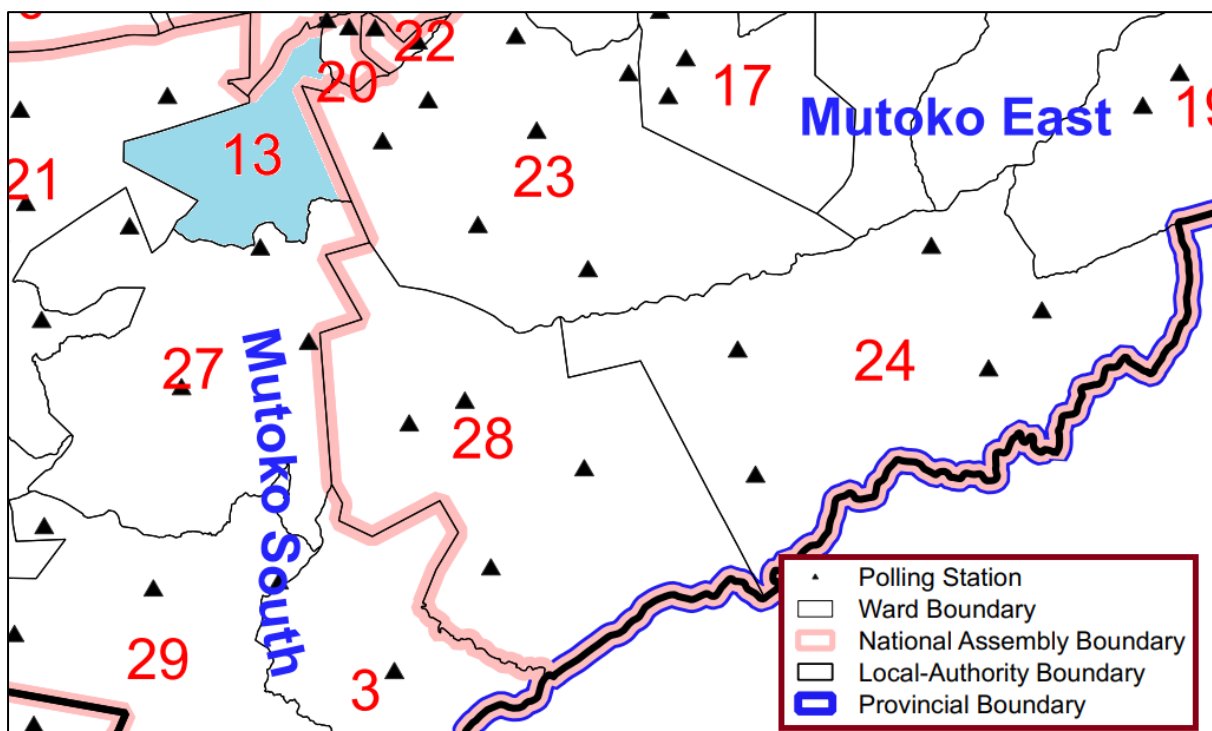 22
20
17
Mutoko East
19
13
21
23
27
Mutoko South
24
28
29
3
Polling Station
Ward Boundary
National Assembly Boundary
Local-Authority Boundary
Provincial Boundary